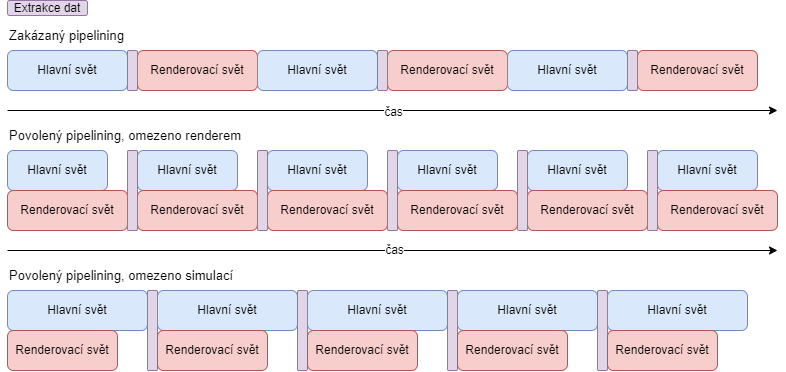 Extrakce dat
Zakázaný pipelining
Hlavní svět Renderovací svět Hlavní svět Renderovací svět Hlavní svět Renderovací svět
čas
Povolený pipelining, omezeno renderem
Hlavní svět Hlavní svět Hlavní svět Hlavní svět Hlavní svět Hlavní svět
Renderovací svět Renderovací svět Renderovací svět Renderovací svět Renderovací svět Renderovací svět
čas
Povolený pipelining, omezeno simulací
Hlavní svět Hlavní svět Hlavní svět Hlavní svět Hlavní svět
Renderovací svět Renderovací svět Renderovací svět Renderovací svět Renderovací svět